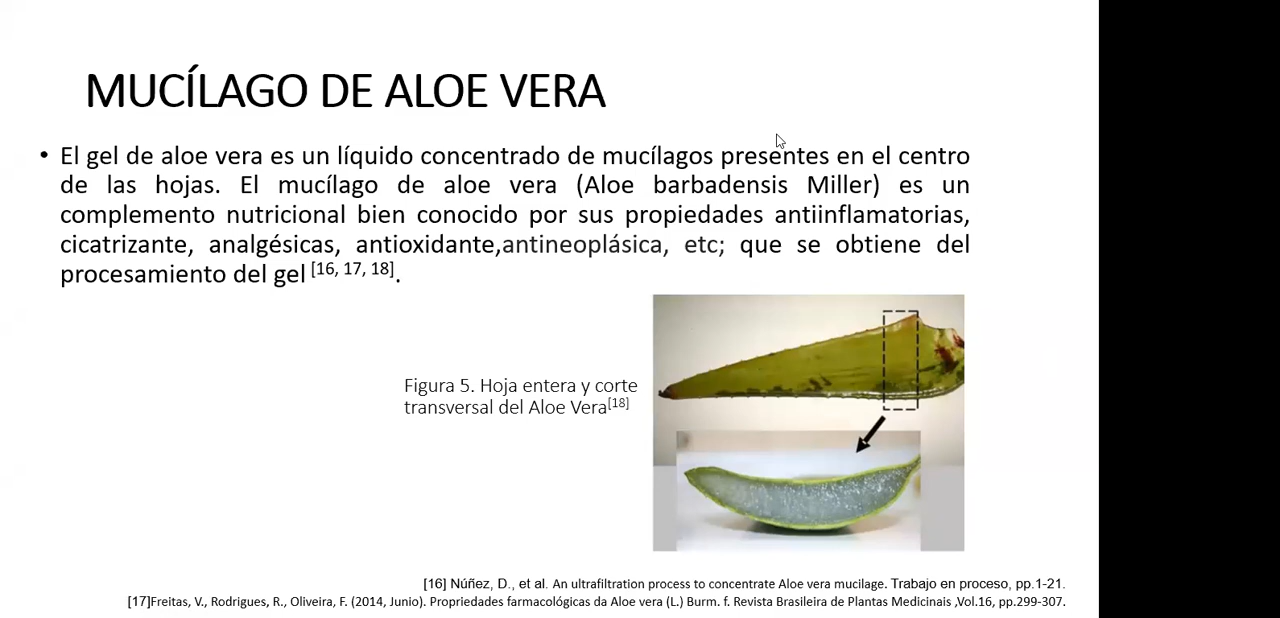 MUCÍLAGO DE ALOE VERA
• El gel de aloe vera es un líquido concentrado de mucílagos presentes en el centro
de las hojas. El mucílago de aloe vera (Aloe barbadensis Miller) es un
complemento nutricional bien conocido por sus propiedades antiinflamatorias,
cicatrizante, analgésicas, antioxidante,antineoplásica, etc; que se obtiene del
procesamiento del gel [16, 17, 18].
Figura 5. Hoja entera y corte
transversal del Aloe Vera[18]
[16] Núñez, D., et al. An ultrafiltration process to concentrate Aloe vera mucilage. Trabajo en proceso, pp.1-21.
[17]Freitas, V., Rodrigues, R., Oliveira, F. (2014, Junio). Propriedades farmacológicas da Aloe vera (L.) Burm. f. Revista Brasileira de Plantas Medicinais ,Vol.16, pp.299-307.